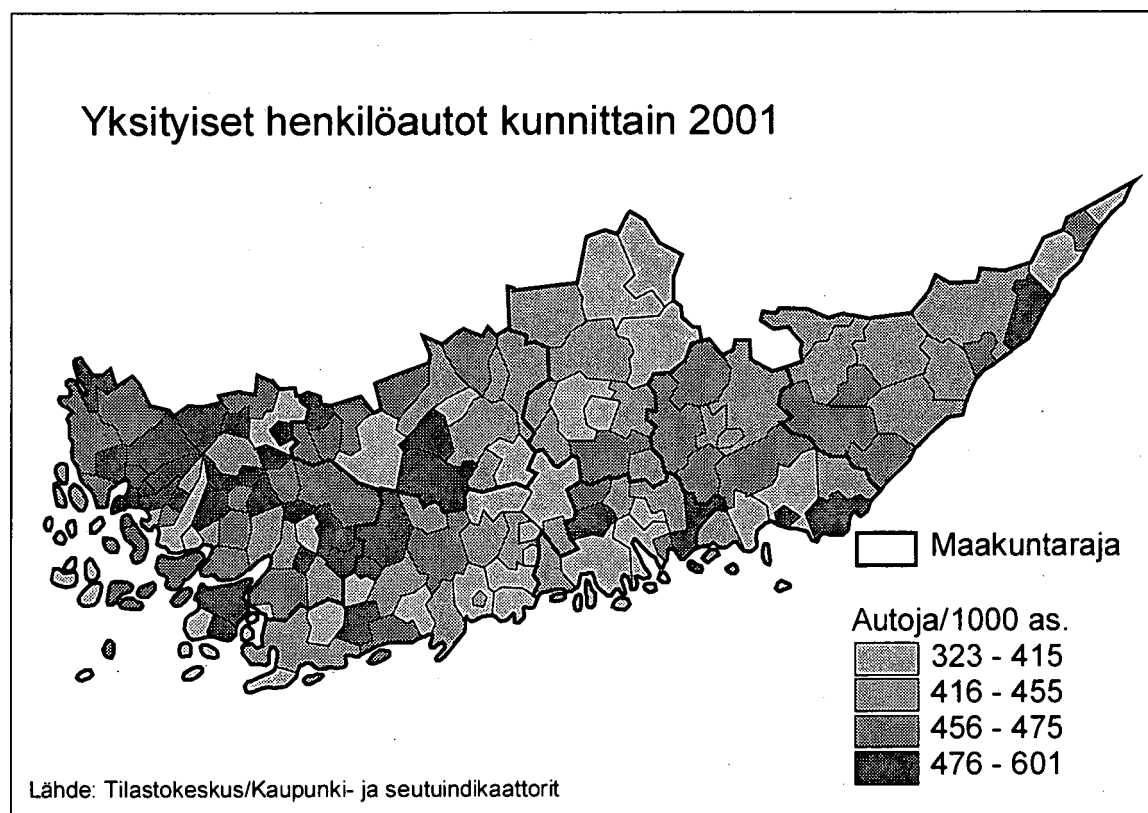 Yksityiset henkilöautot kunnittain 2001
Maakuntaraja
Autoja/1000 as.
323 - 415
416 - 455
456 - 475
476 - 601
Lähde: Tilastokeskus/Kaupunki- ja seutuindikaattorit